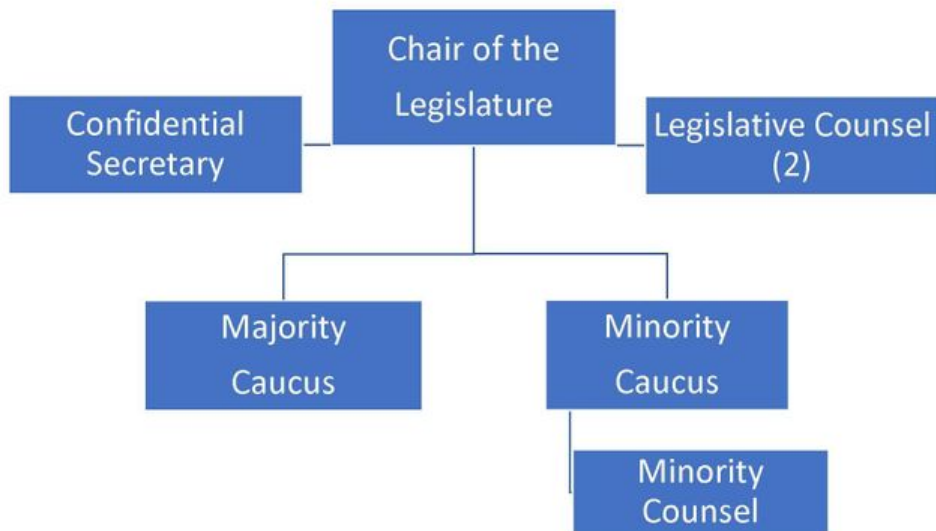 Chair of the
Legislature
Confidential
Secretary
Legislative Counsel
(2)
Majority
Caucus
Minority
Caucus
Minority
Counsel